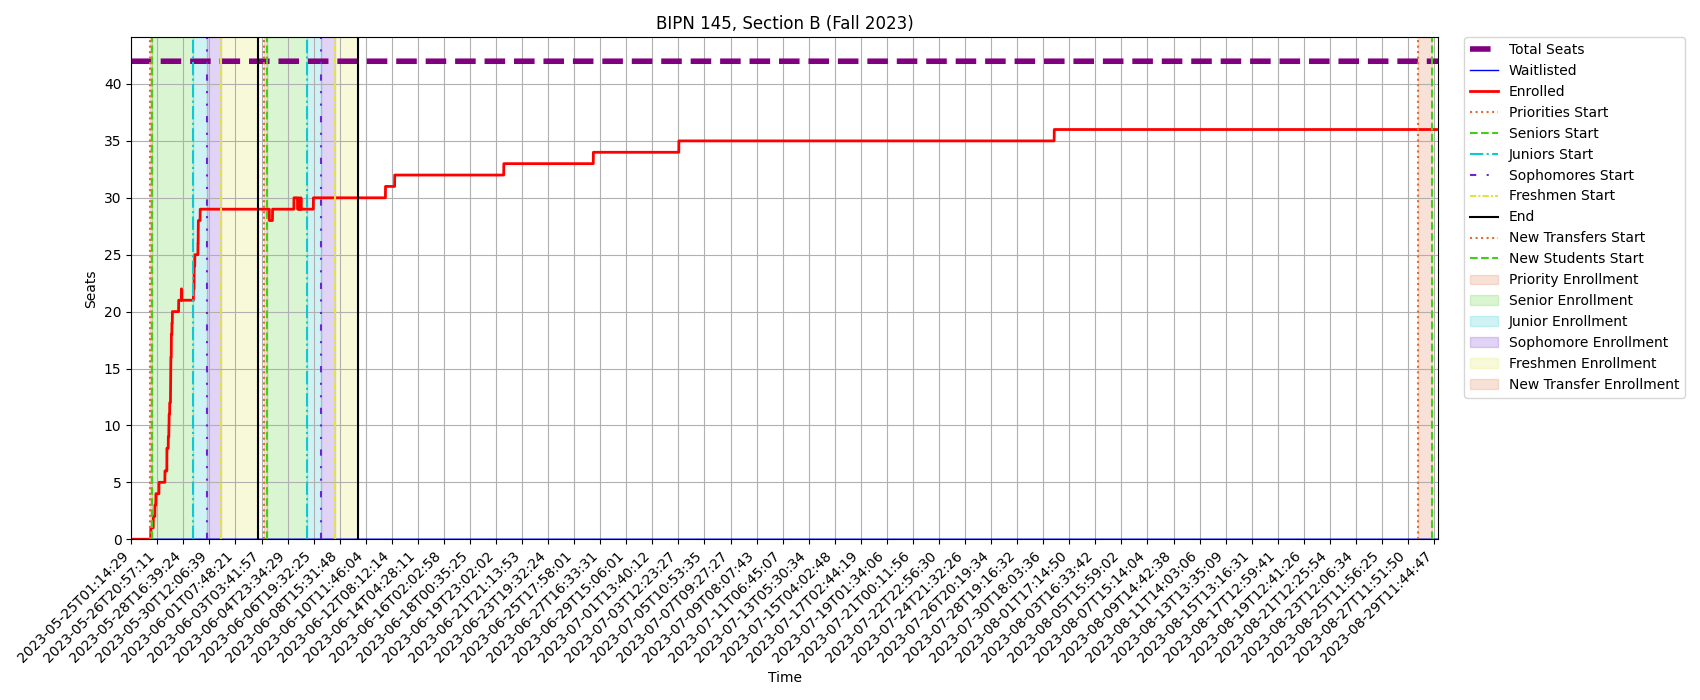 BIPN 145, Section B (Fall 2023)
Seats
40
35
30
25
20
15
10
5
0
2023-05-25T01:14:29
2023-05-26T20:57:11
2023-05-28T16:39:24
2023-05-30T12:06:39
2023-06-01T07:48:21
2023-06-03T03:41:57
2023-06-04T23:34:29
2023-06-06T19:32:25
2023-06-08T15:31:48
2023-06-10T11:46:04
2023-06-12T08:12:14
2023-06-14T04:28:11
2023-06-16T02:02:58
2023-06-18T00:35:25
2023-06-19T23:02:02
2023-06-21T21:13:53
2023-06-23T19:32:24
2023-06-25T17:58:01
2023-06-27T16:33:31
2023-06-29T15:06:01
2023-07-01T13:40:12
2023-07-03T12:23:27
2023-07-05T10:53:35
2023-07-07T09:27:27
2023-07-09T08:07:43
2023-07-11T06:45:07
2023-07-13T05:30:34
2023-07-15T04:02:48
2023-07-17T02:44:19
2023-07-19T01:34:06
2023-07-21T00:11:56
2023-07-22T22:56:30
2023-07-24T21:32:26
2023-07-26T20:19:34
2023-07-28T19:16:32
2023-07-30T18:03:36
2023-08-01T17:14:50
2023-08-03T16:33:42
2023-08-05T15:59:02
2023-08-07T15:14:04
2023-08-09T14:42:38
2023-08-11T14:03:06
2023-08-13T13:35:09
2023-08-15T13:16:31
2023-08-17T12:59:41
2023-08-19T12:41:26
2023-08-21T12:25:54
2023-08-23T12:06:34
2023-08-25T11:56:25
2023-08-27T11:51:50
2023-08-29T11:44:47
Time
Total Seats
Waitlisted
Enrolled
Priorities Start
Seniors Start
Juniors Start
Sophomores Start
Freshmen Start
End
New Transfers Start
New Students Start
Priority Enrollment
Senior Enrollment
Junior Enrollment
Sophomore Enrollment
Freshmen Enrollment
New Transfer Enrollment